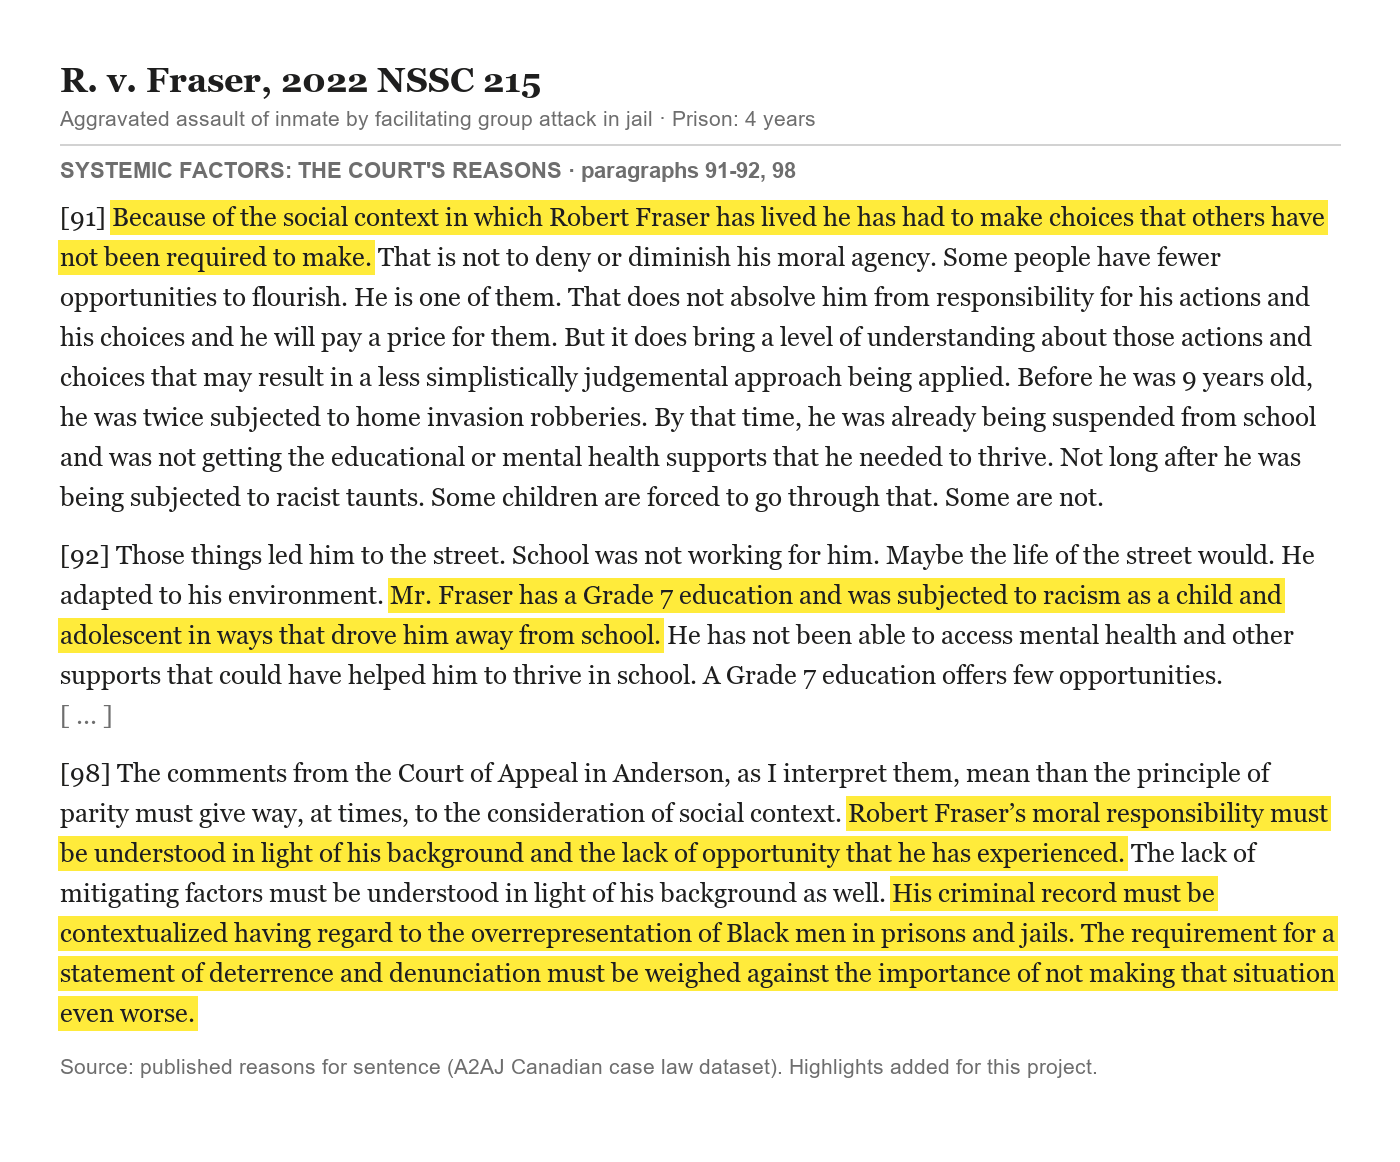 R. v. Fraser, 2022 NSSC 215
Aggravated assault of inmate by facilitating group attack in jail · Prison: 4 years
SYSTEMIC FACTORS: THE COURT'S REASONS · paragraphs 91-92, 98
[91] Because of the social context in which Robert Fraser has lived he has had to make choices that others have
not been required to make. That is not to deny or diminish his moral agency. Some people have fewer
opportunities to flourish. He is one of them. That does not absolve him from responsibility for his actions and
his choices and he will pay a price for them. But it does bring a level of understanding about those actions and
choices that may result in a less simplistically judgemental approach being applied. Before he was 9 years old,
he was twice subjected to home invasion robberies. By that time, he was already being suspended from school
and was not getting the educational or mental health supports that he needed to thrive. Not long after he was
being subjected to racist taunts. Some children are forced to go through that. Some are not.
[92] Those things led him to the street. School was not working for him. Maybe the life of the street would. He
adapted to his environment. Mr. Fraser has a Grade 7 education and was subjected to racism as a child and
adolescent in ways that drove him away from school. He has not been able to access mental health and other
supports that could have helped him to thrive in school. A Grade 7 education offers few opportunities.
[ ... ]
[98] The comments from the Court of Appeal in Anderson, as I interpret them, mean than the principle of
parity must give way, at times, to the consideration of social context. Robert Fraser’s moral responsibility must
be understood in light of his background and the lack of opportunity that he has experienced. The lack of
mitigating factors must be understood in light of his background as well. His criminal record must be
contextualized having regard to the overrepresentation of Black men in prisons and jails. The requirement for a
statement of deterrence and denunciation must be weighed against the importance of not making that situation
even worse.
Source: published reasons for sentence (A2AJ Canadian case law dataset). Highlights added for this project.